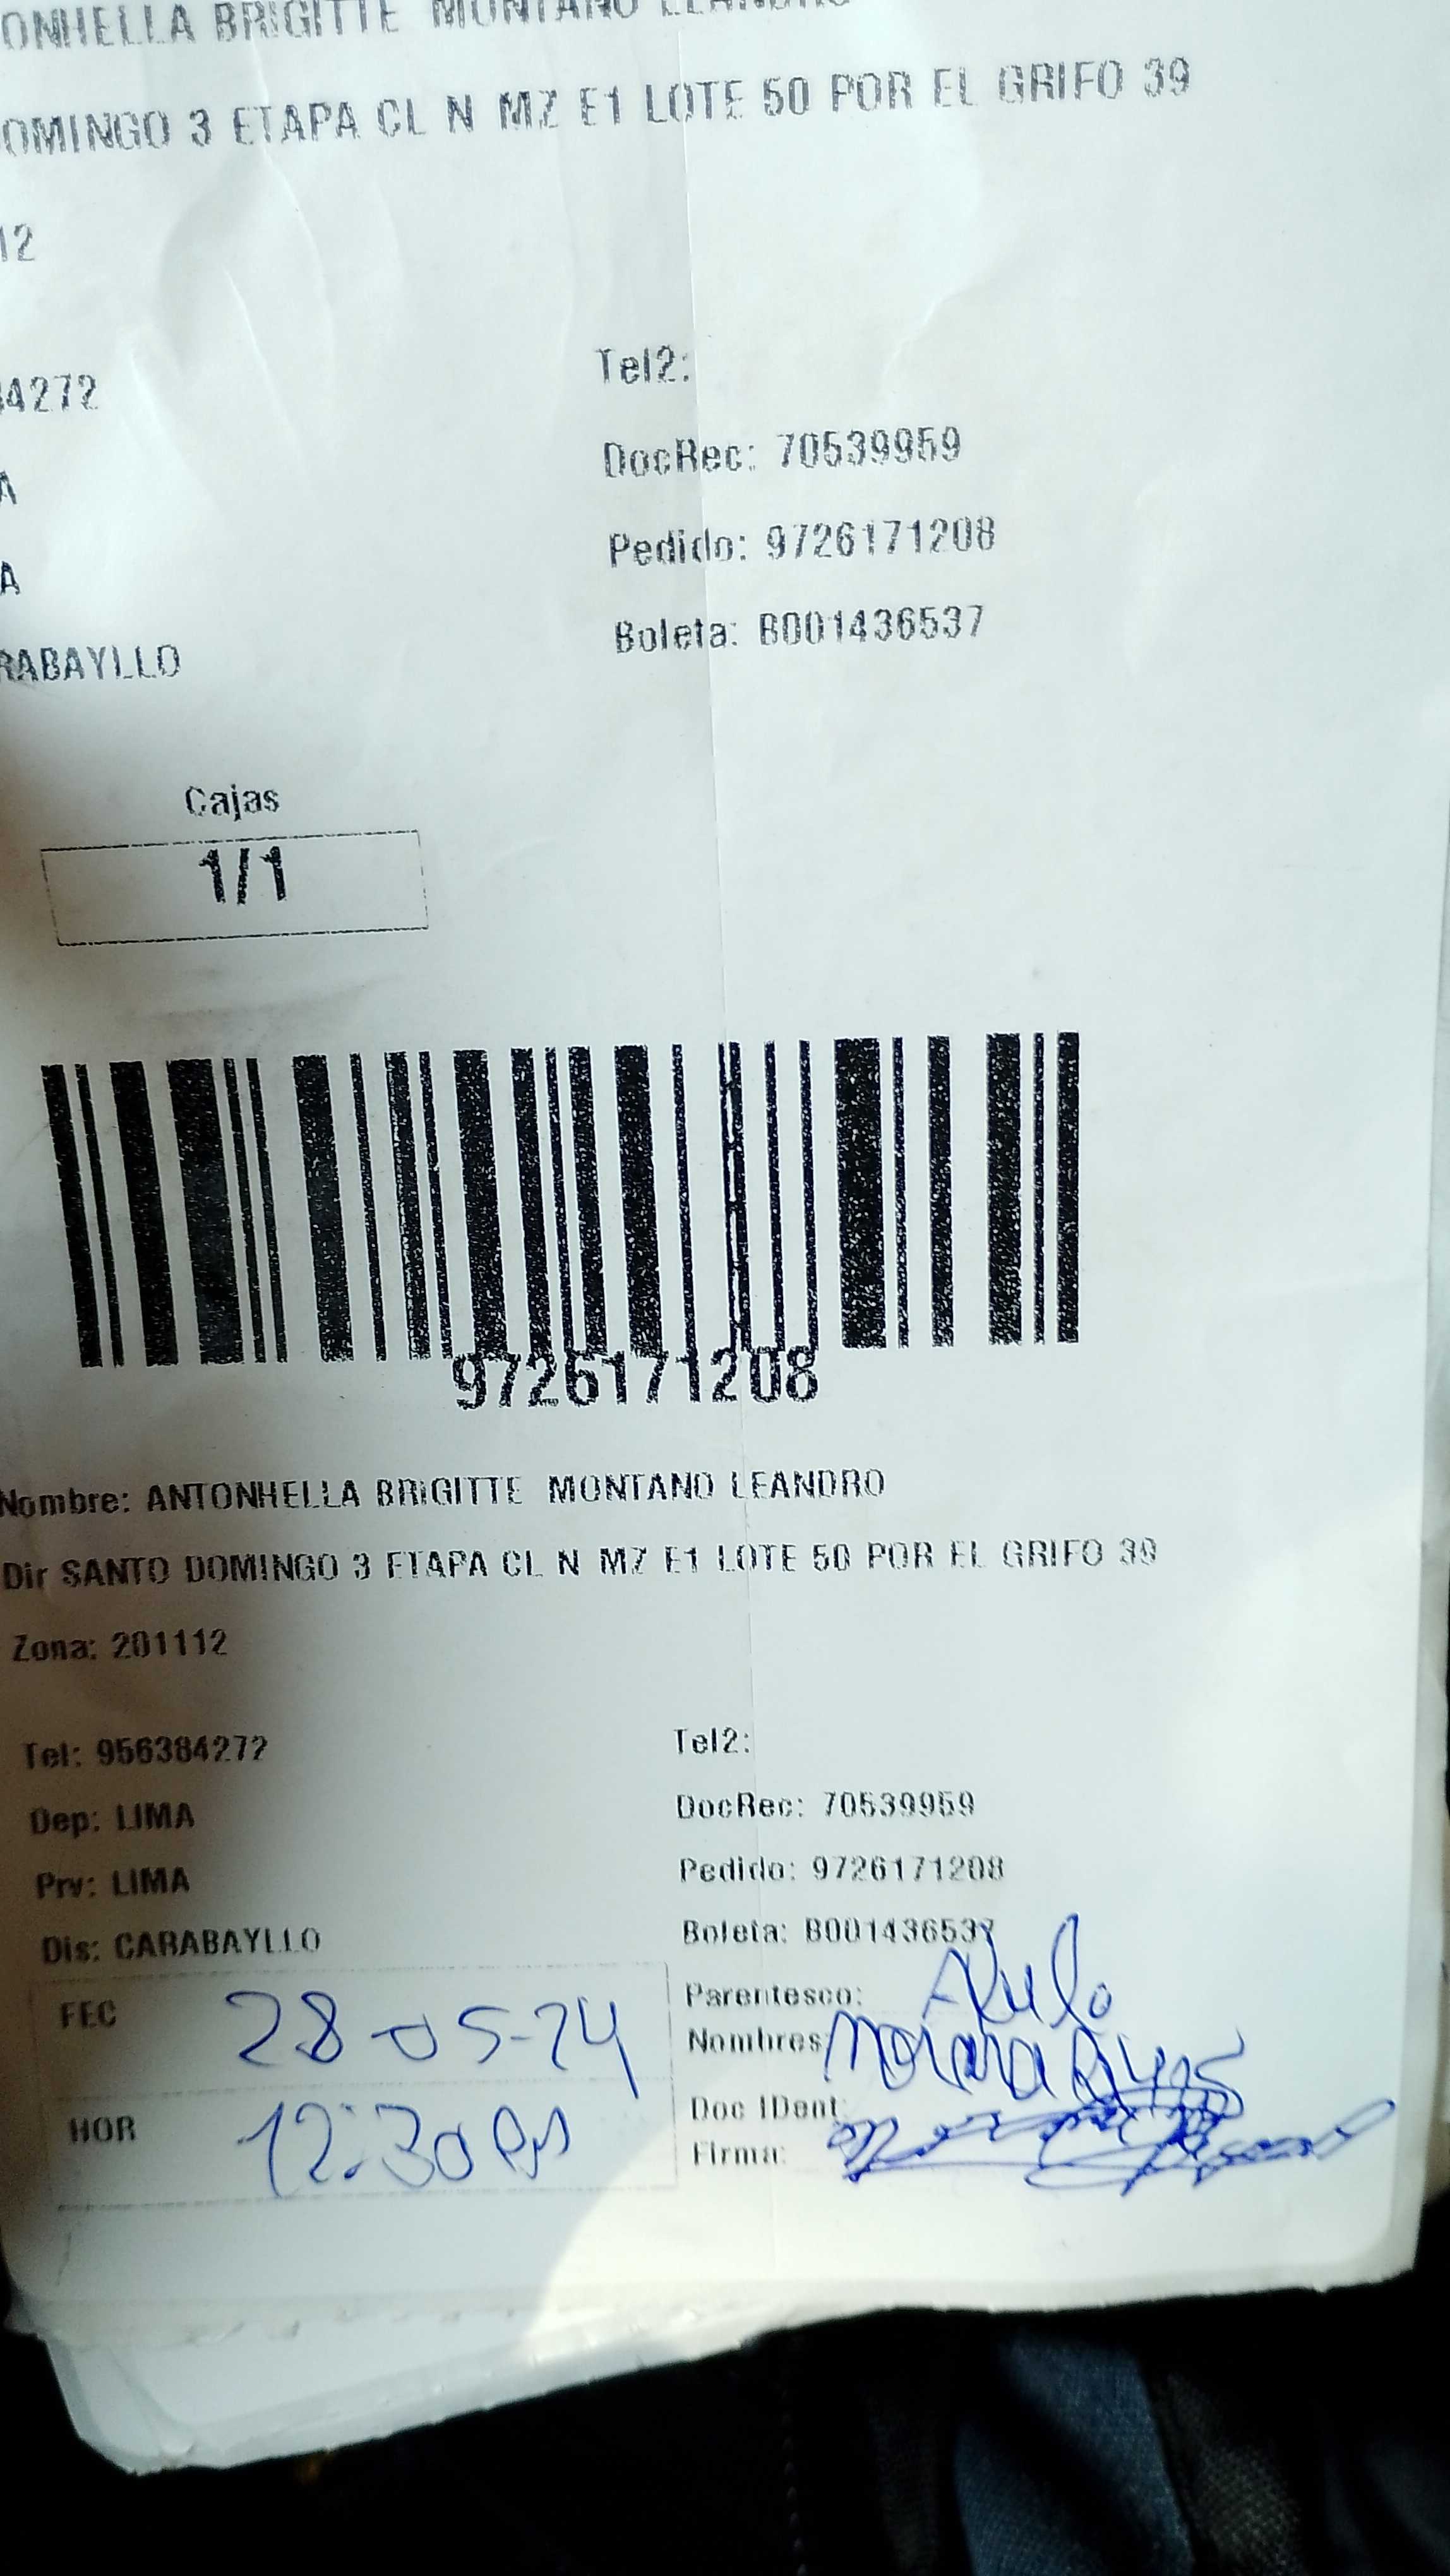 ONHELLA BRIGITTE MONTANO LEANDRO
OMINGO 3 ETAPA CL N MZ E1 LOTE 50 POR EL GRIFO 39
12
Tel2:
4272
DocRec: 70539959
A
Pedido: 9726171208
A
Boleta: B001436537
RABAYLLO
Cajas
1/1
9726171208
Nombre: ANTONHELLA BRIGITTE MONTANO LEANDRO
Dir SANTO DOMINGO 3 ETAPA CL N MZ E1 LOTE 50 POR EL GRIFO 39
Zona: 201112
Tel: 956384272 Tel2:
Dep: LIMA DocRec: 70539959
Prv: LIMA Pedido: 9726171208
Dis: CARABAYLLO Boleta: B001436537
FEC 28-05-24 Parentesco:
Nombres:
HOR 12:30 Doc IDent:
Firma: